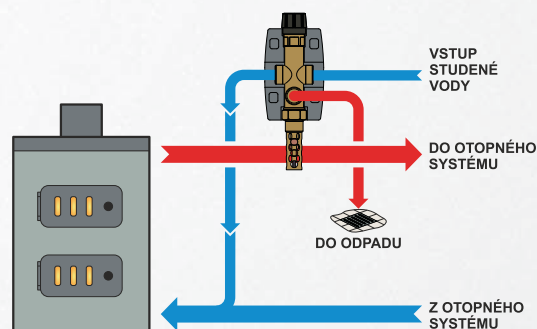 VSTUP
STUDENÉ
VODY
DO OTOPNÉHO
SYSTÉMU
DO ODPADU
Z OTOPNÉHO
SYSTÉMU